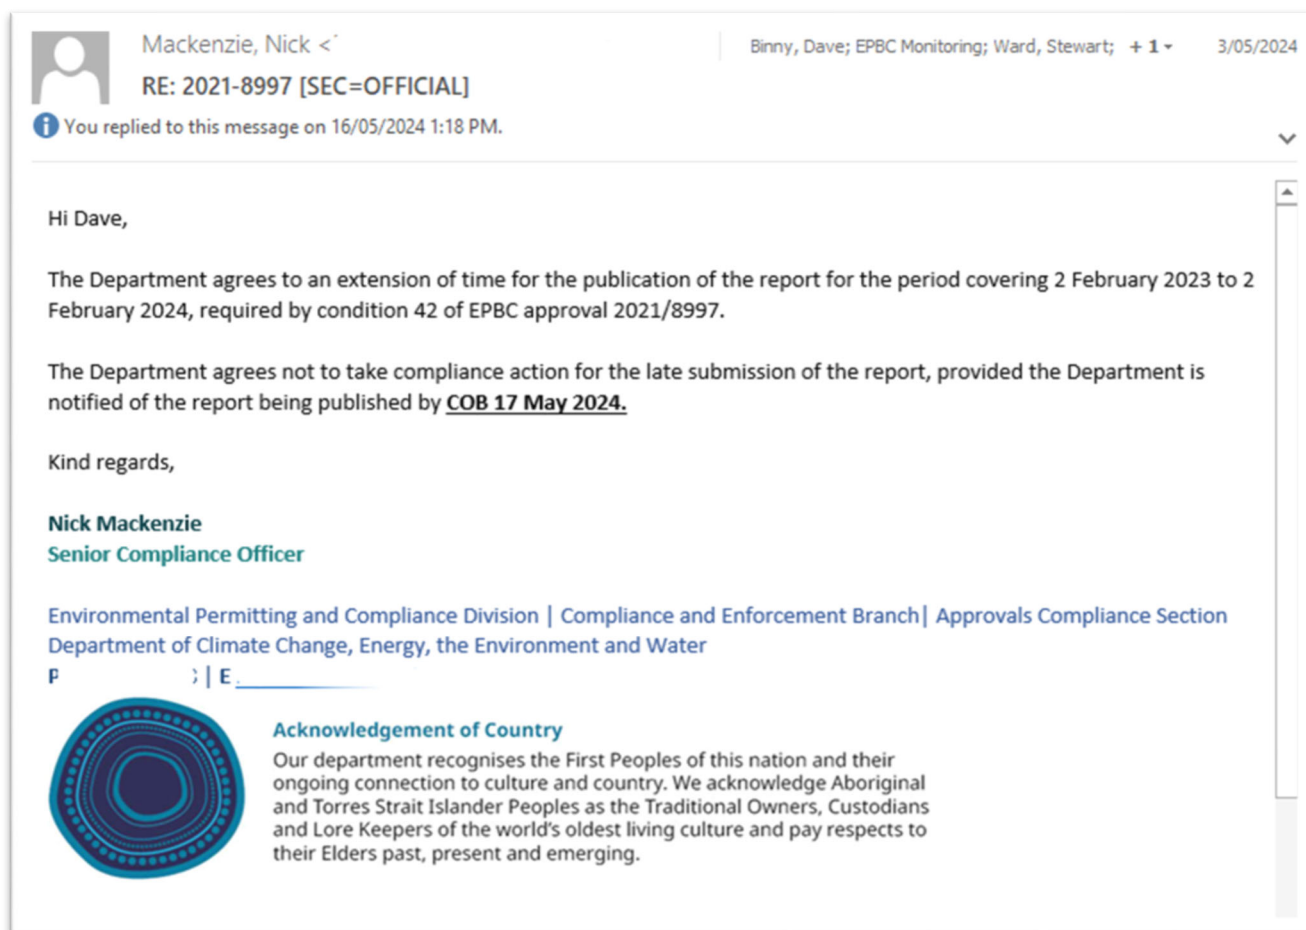 Mackenzie, Nick <
Binny, Dave; EPBC Monitoring; Ward, Stewart; + 1
3/05/2024
RE: 2021-8997 [SEC=OFFICIAL]
You replied to this message on 16/05/2024 1:18 PM.
Hi Dave,
The Department agrees to an extension of time for the publication of the report for the period covering 2 February 2023 to 2
February 2024, required by condition 42 of EPBC approval 2021/8997.
The Department agrees not to take compliance action for the late submission of the report, provided the Department is
notified of the report being published by COB 17 May 2024.
Kind regards,
Nick Mackenzie
Senior Compliance Officer
Environmental Permitting and Compliance Division | Compliance and Enforcement Branch| Approvals Compliance Section
Department of Climate Change, Energy, the Environment and Water
P | E
Acknowledgement of Country
Our department recognises the First Peoples of this nation and their
ongoing connection to culture and country. We acknowledge Aboriginal
and Torres Strait Islander Peoples as the Traditional Owners, Custodians
and Lore Keepers of the world's oldest living culture and pay respects to
their Elders past, present and emerging.